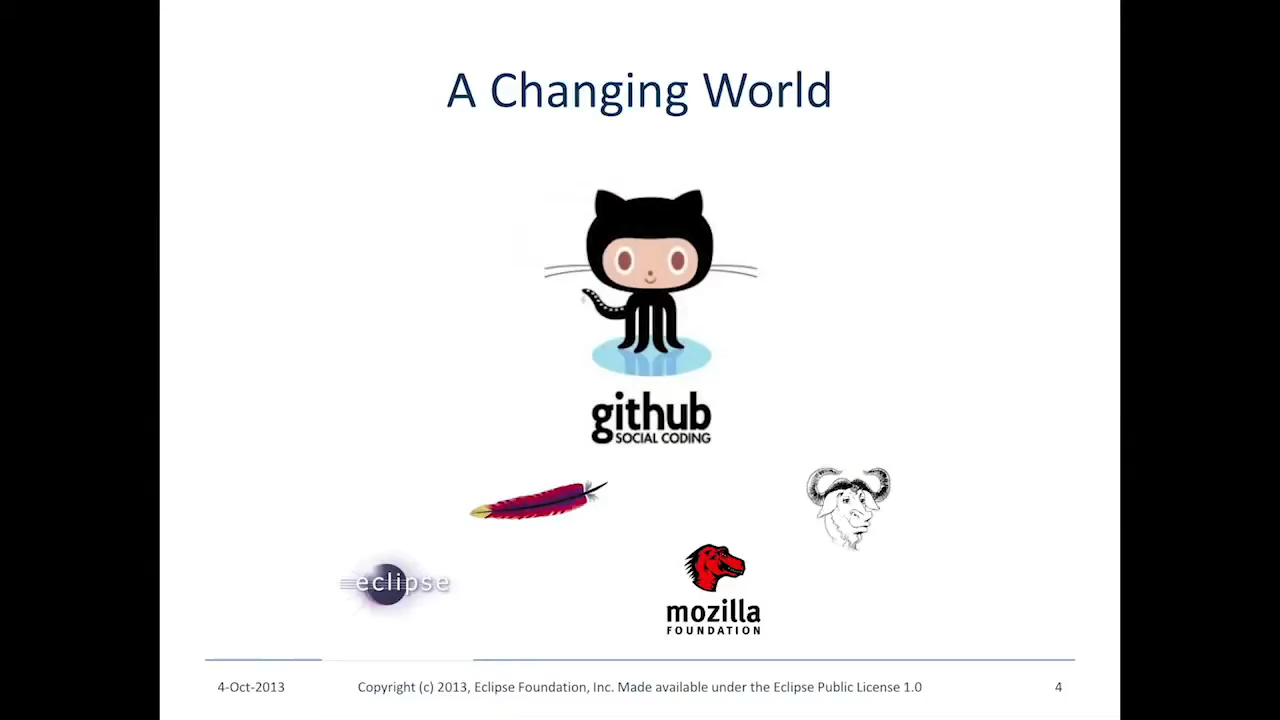 A Changing World
github
SOCIAL CODING
eclipse
mozilla
FOUNDATION
4-Oct-2013
Copyright (c) 2013, Eclipse Foundation, Inc. Made available under the Eclipse Public License 1.0
4